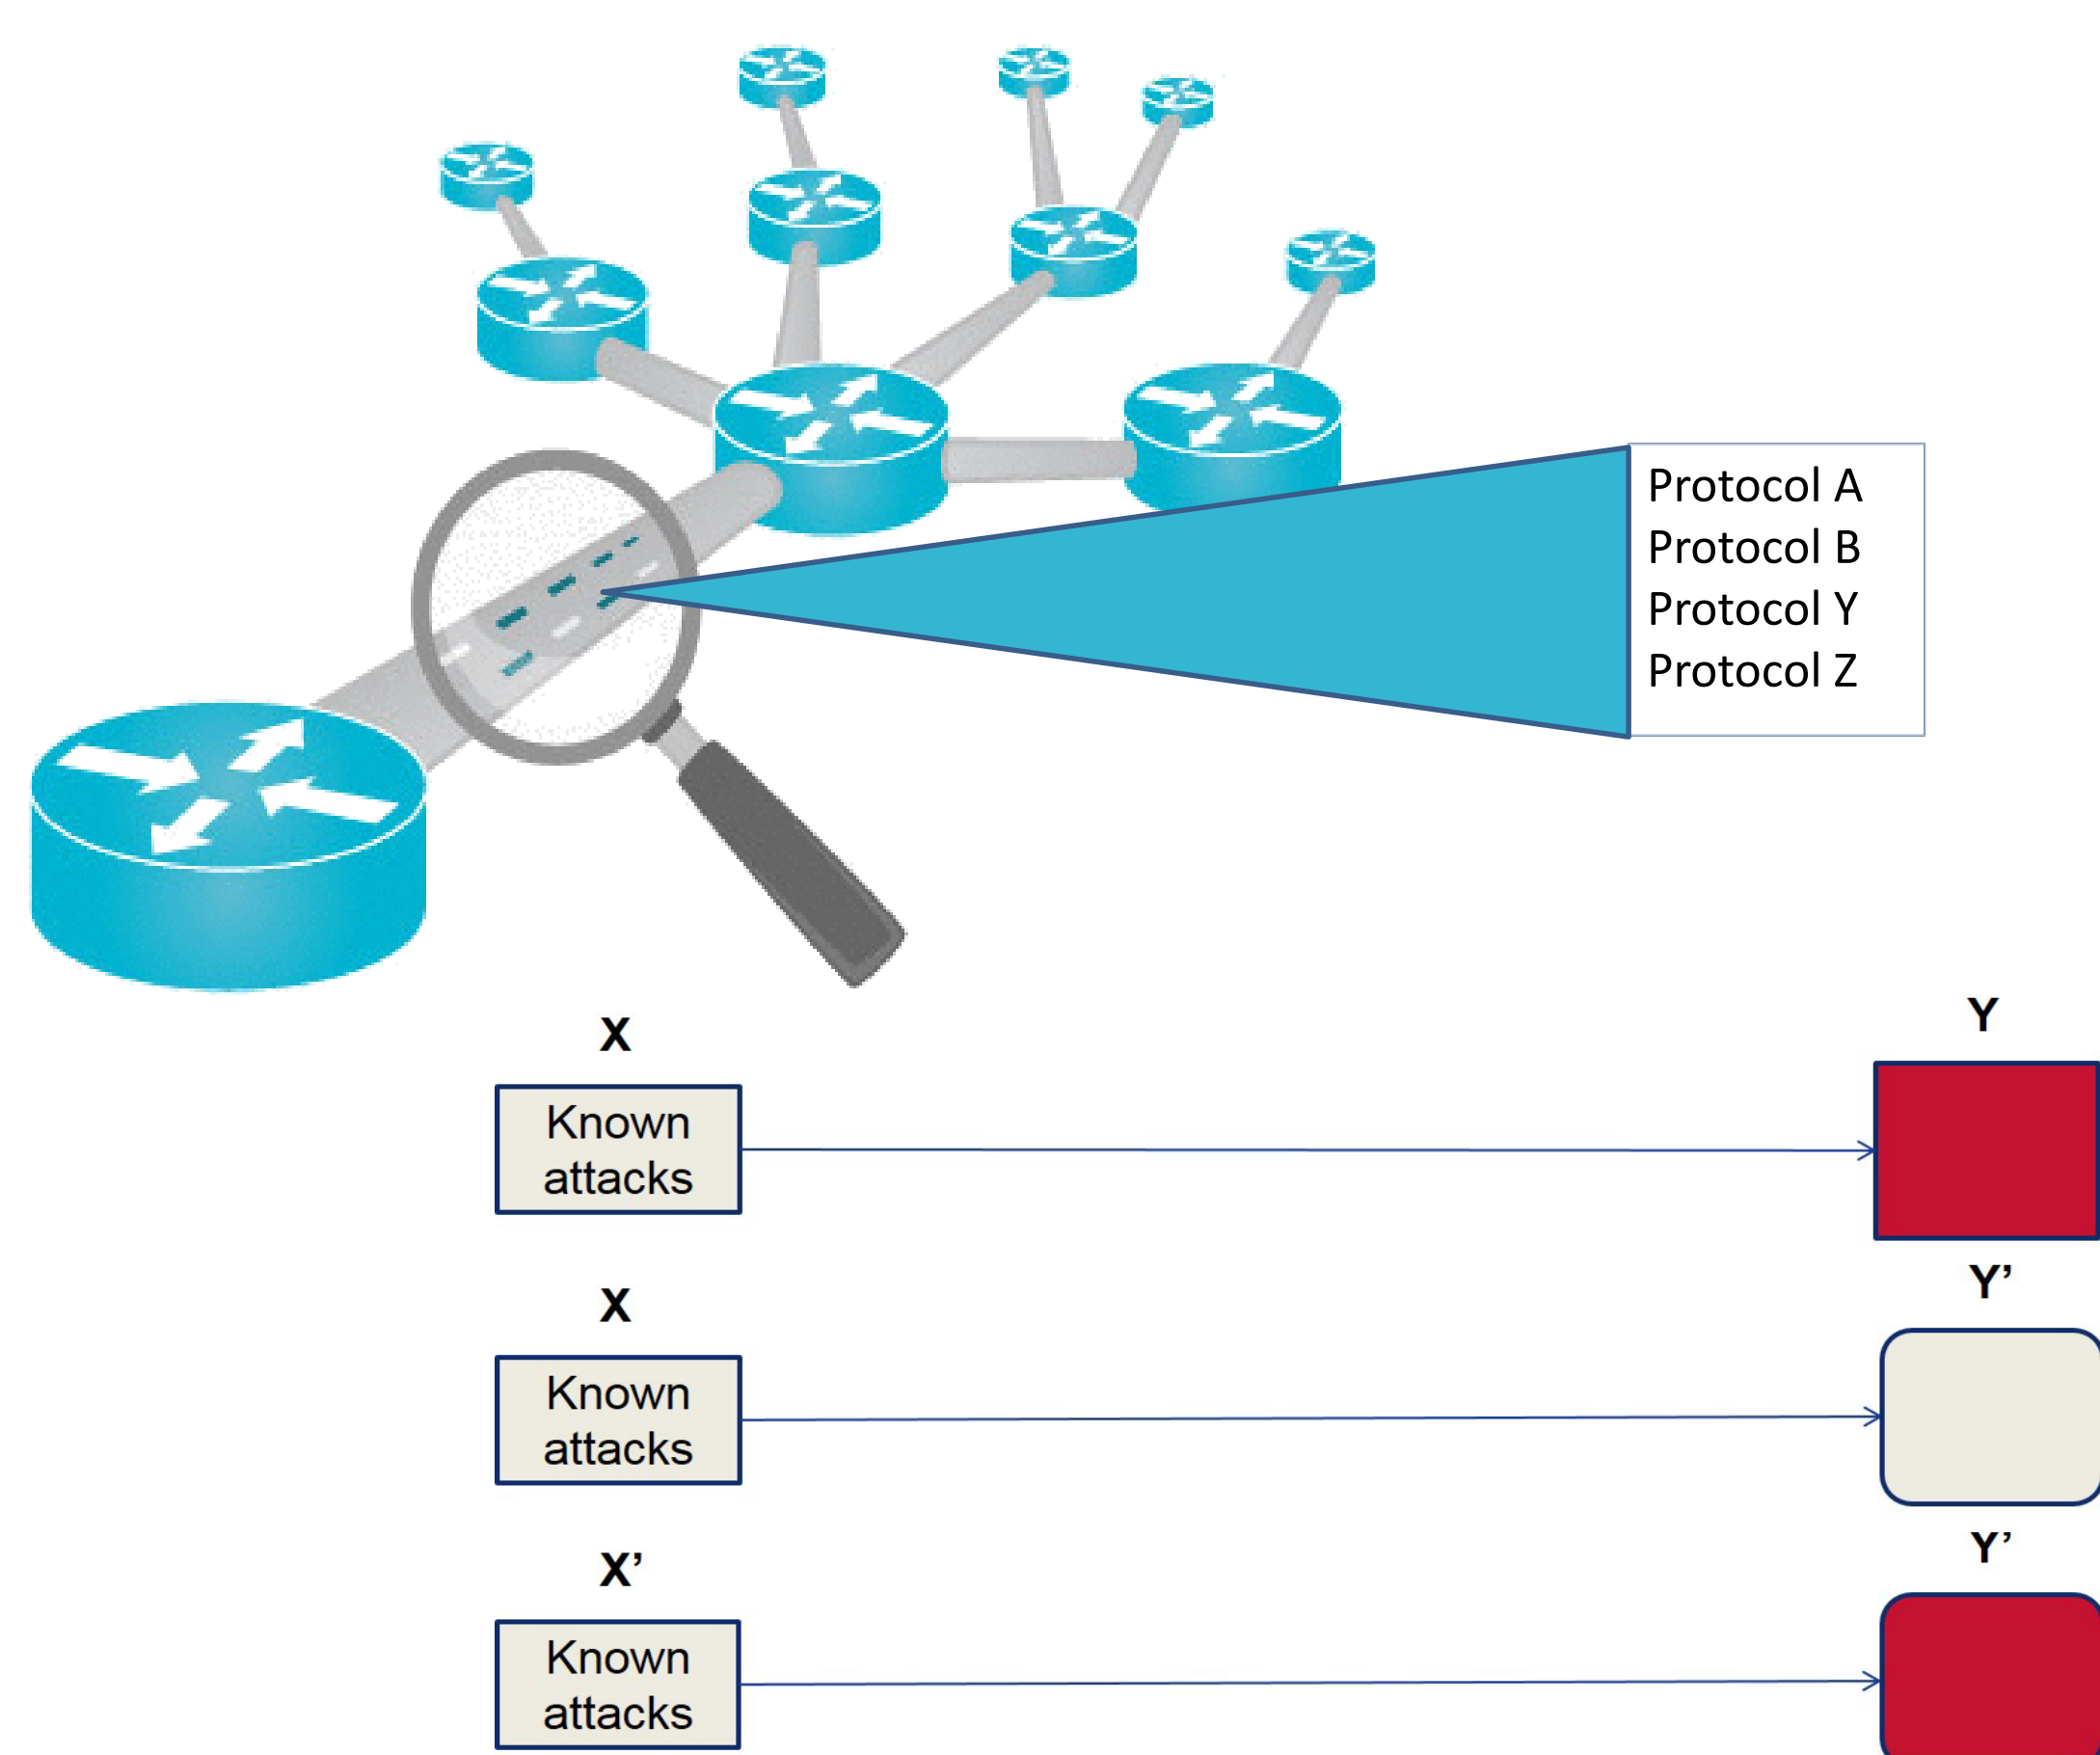 Protocol A
Protocol B
Protocol Y
Protocol Z
X
Y
Known
attacks
X
Y’
Known
attacks
X’
Y’
Known
attacks